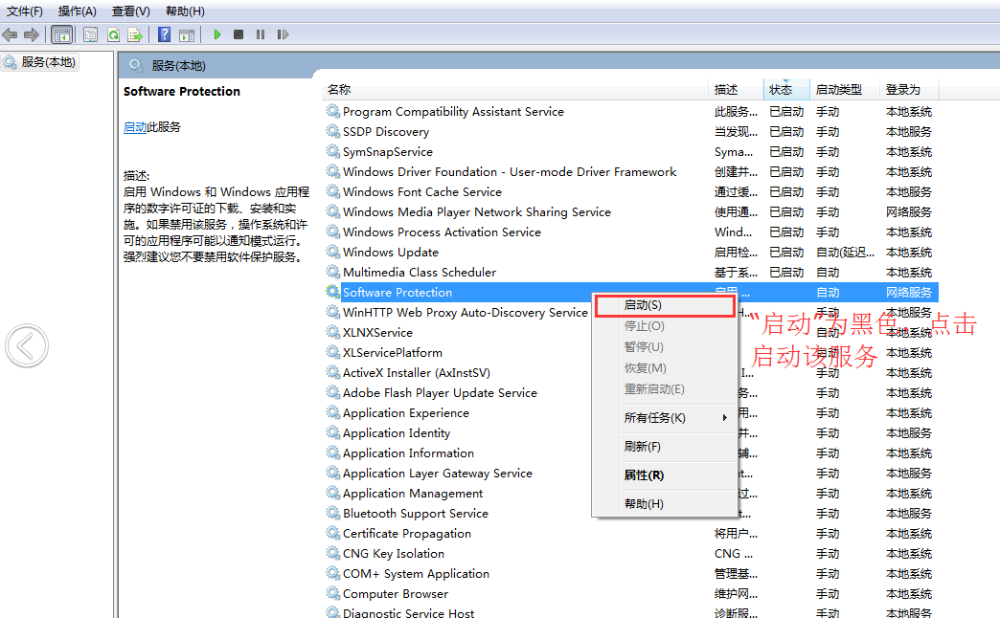 文件(F) 操作(A) 查看(V) 帮助(H)
服务(本地)
服务(本地)
Software Protection
启动此服务
描述:
启用 Windows 和 Windows 应用程
序的数字许可证的下载、安装和实
施。如果禁用该服务，操作系统和许
可的应用程序可能以通知模式运行。
强烈建议您不要禁用软件保护服务。
名称 描述 状态 启动类型 登录为
Program Compatibility Assistant Service 此服务... 已启动 手动 本地系统
SSDP Discovery 当发现... 已启动 手动 本地服务
SymSnapService Syma... 已启动 手动 本地系统
Windows Driver Foundation - User-mode Driver Framework 创建并... 已启动 手动 本地系统
Windows Font Cache Service 通过缓... 已启动 手动 本地服务
Windows Media Player Network Sharing Service 使用通... 已启动 手动 网络服务
Windows Process Activation Service Wind... 已启动 手动 本地系统
Windows Update 启用检... 已启动 自动(延迟... 本地系统
Multimedia Class Scheduler 基于系... 已启动 自动 本地系统
Software Protection 启用 ... 自动 网络服务
WinHTTP Web Proxy Auto-Discovery Service 手动 本地服务
XLNXService 自动 本地系统
XLServicePlatform 自动 本地系统
ActiveX Installer (AxInstSV) I... 手动 本地系统
Adobe Flash Player Update Service 务... 手动 本地系统
Application Experience 用... 手动 本地系统
Application Identity 并... 手动 本地服务
Application Information 辅... 手动 本地系统
Application Layer Gateway Service t... 手动 本地服务
Application Management 过... 手动 本地系统
Bluetooth Support Service t... 手动 本地服务
Certificate Propagation 将用户... 手动 本地系统
CNG Key Isolation CNG ... 手动 本地系统
COM+ System Application 管理基... 手动 本地系统
Computer Browser 维护网... 手动 本地系统
Diagnostic Service Host 诊断服... 手动 本地服务
启动(S)
停止(O)
暂停(U)
恢复(M)
重新启动(E)
所有任务(K)
刷新(F)
属性(R)
帮助(H)
“启动”为黑色，点击
启动该服务